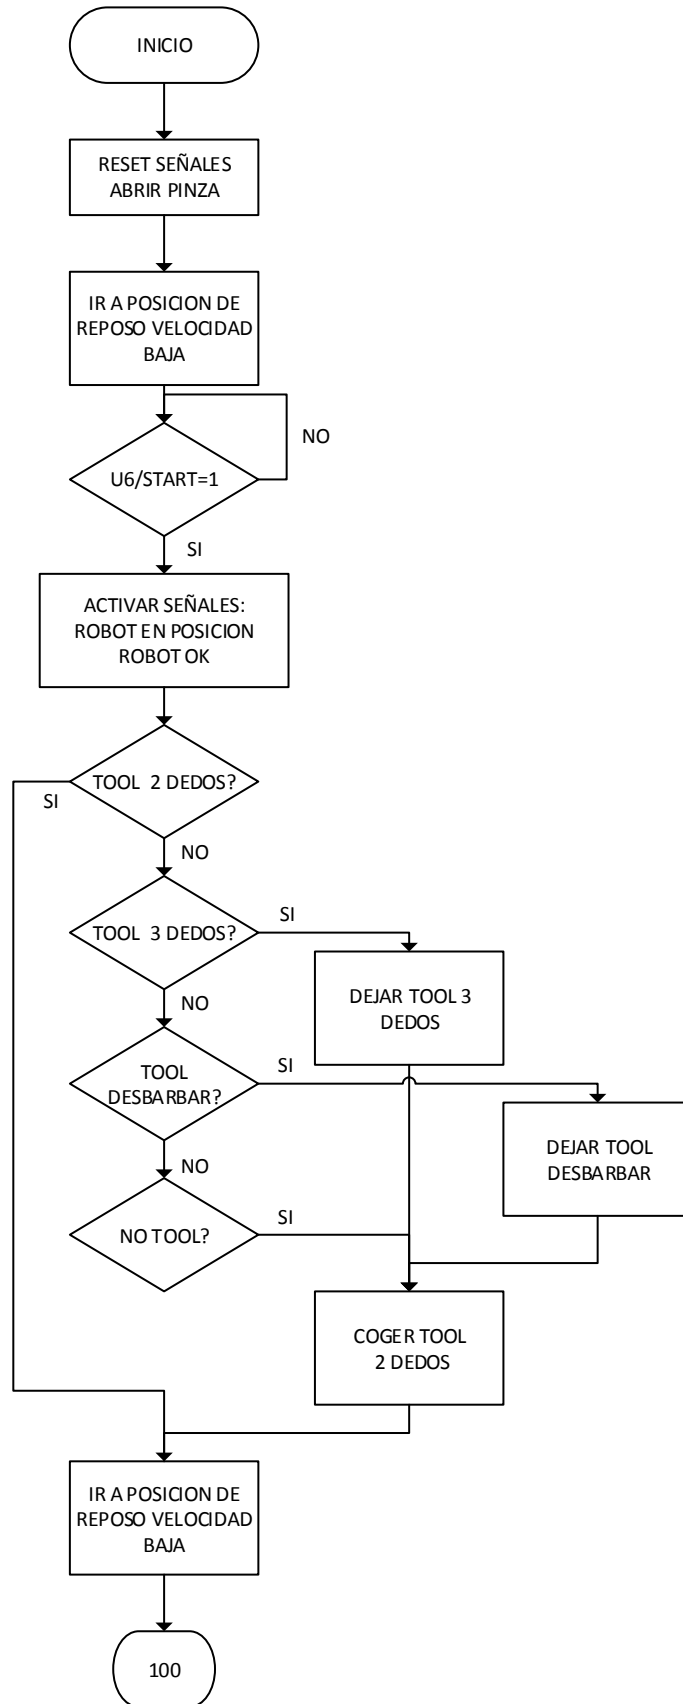 INICIO
RESET SEÑALES
ABRIR PINZA
IR A POSICION DE
REPOSO VELOCIDAD
BAJA
NO
U6/START=1
SI
ACTIVAR SEÑALES:
ROBOT EN POSICION
ROBOT OK
TOOL 2 DEDOS?
SI
NO
TOOL 3 DEDOS?
SI
DEJAR TOOL 3
DEDOS
NO
TOOL
DESBARBAR?
SI
DEJAR TOOL
DESBARBAR
NO
NO TOOL?
SI
COGER TOOL
2 DEDOS
IR A POSICION DE
REPOSO VELOCIDAD
BAJA
100